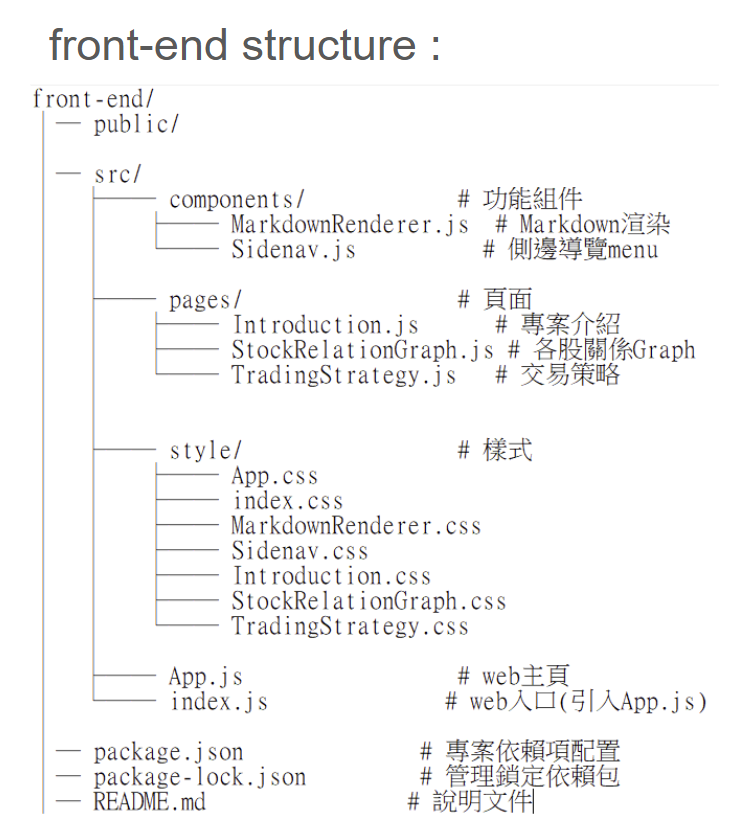 front-end structure :
front-end/
public/
src/
components/ # 功能組件
MarkdownRenderer.js # Markdown渲染
Sidenav.js # 側邊導覽menu
pages/ # 頁面
Introduction.js # 專案介紹
StockRelationGraph.js # 各股關係Graph
TradingStrategy.js # 交易策略
style/ # 樣式
App.css
index.css
MarkdownRenderer.css
Sidenav.css
Introduction.css
StockRelationGraph.css
TradingStrategy.css
App.js # web主頁
index.js # web入口(引入App.js)
package.json # 專案依賴項配置
package-lock.json # 管理鎖定依賴包
README.md # 說明文件